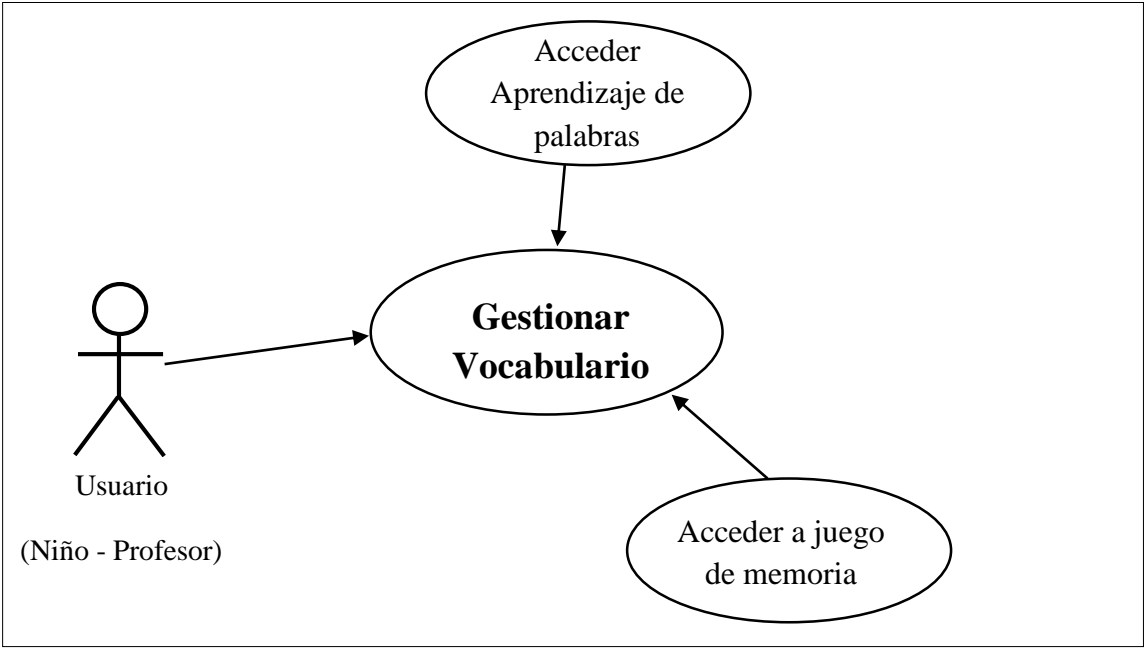 Acceder
Aprendizaje de
palabras
Gestionar
Vocabulario
Usuario
(Niño - Profesor)
Acceder a juego
de memoria